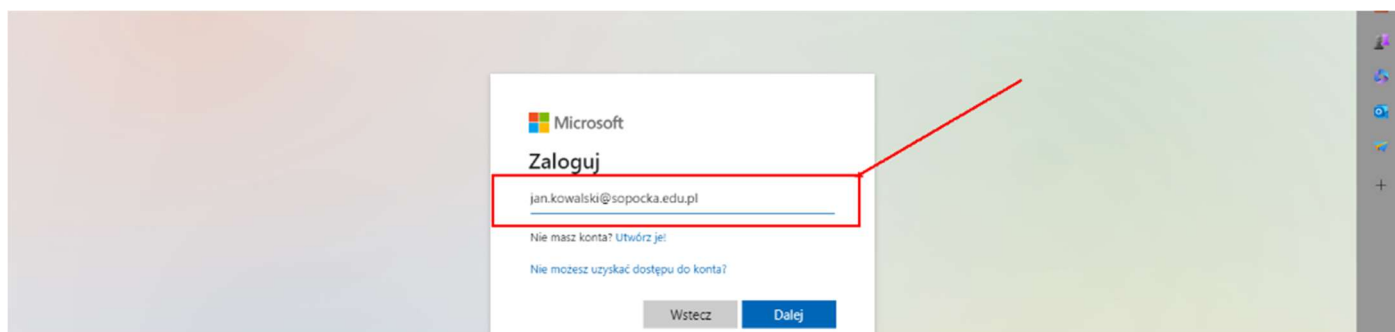 Microsoft
Zaloguj
jan.kowalski@sopocka.edu.pl
Nie masz konta? Utwórz je!
Nie możesz uzyskać dostępu do konta?
Wstecz Dalej